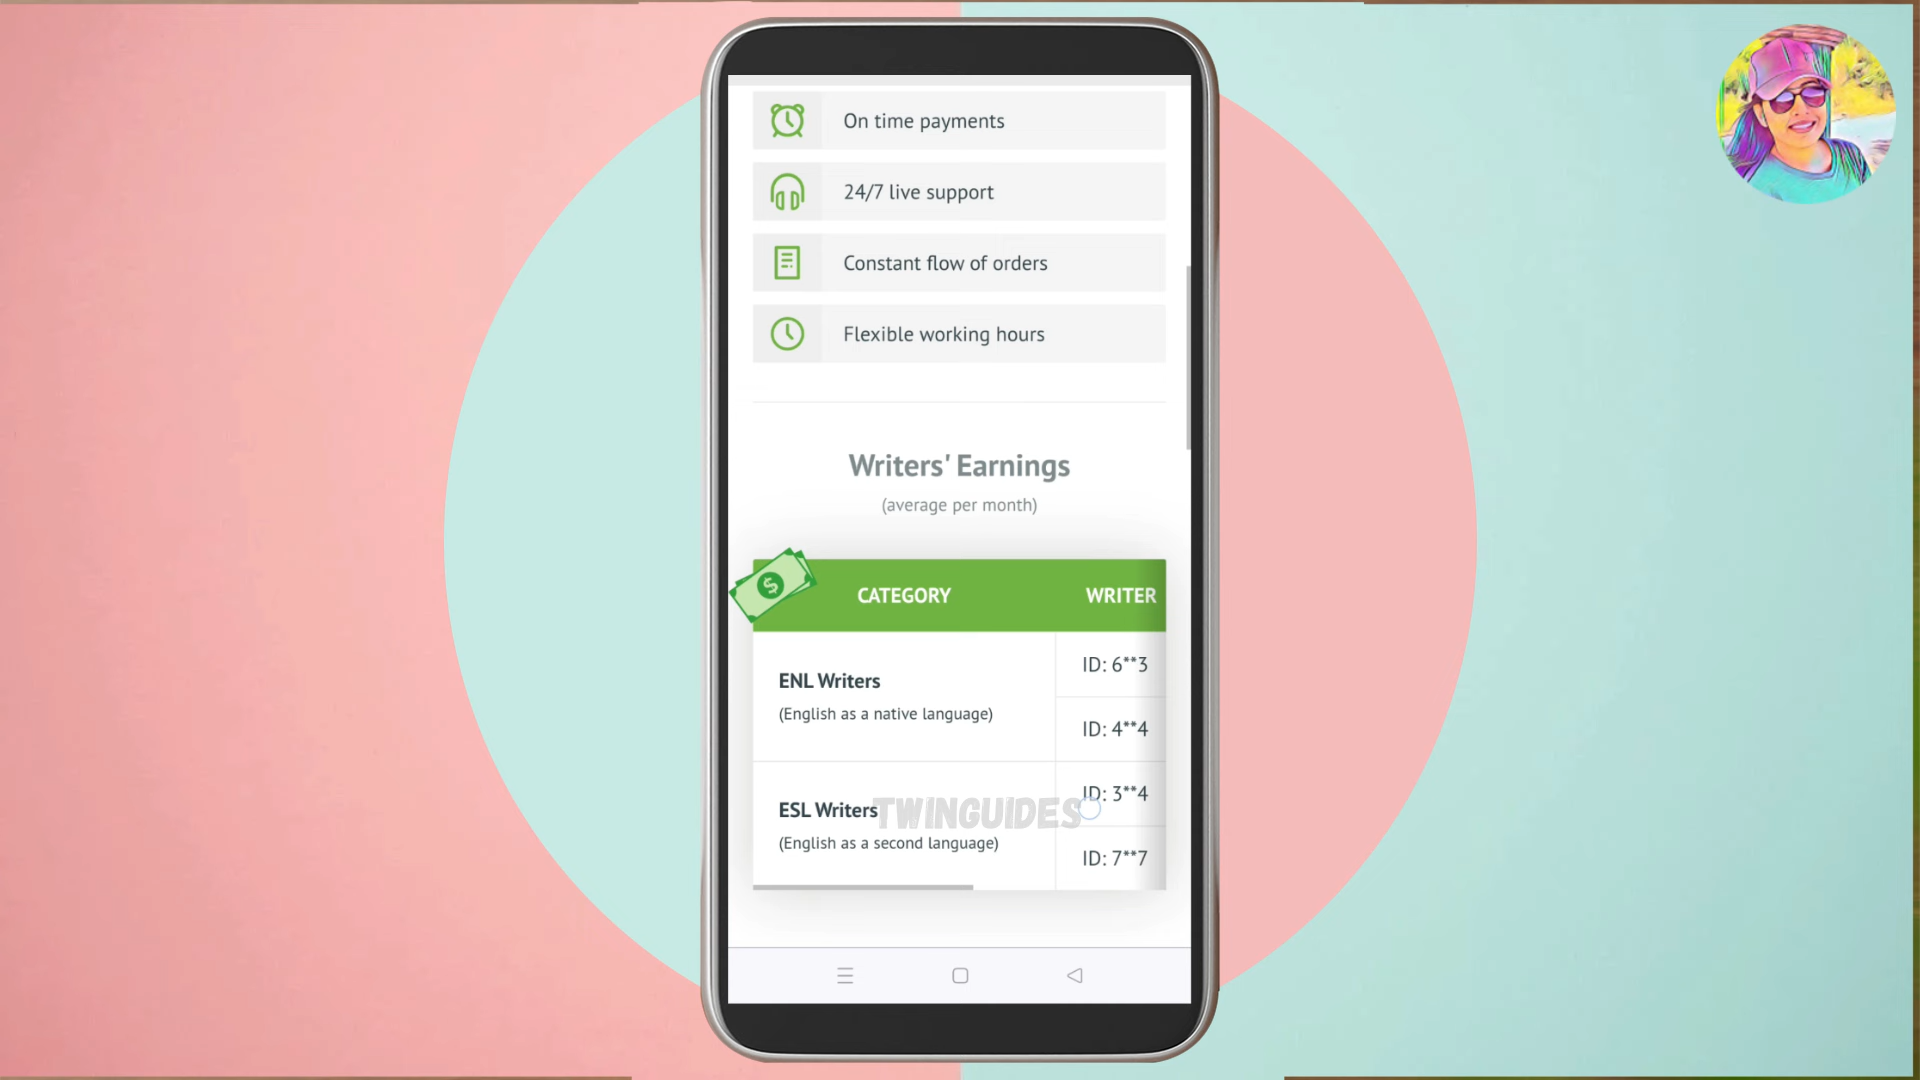 On time payments
24/7 live support
Constant flow of orders
Flexible working hours
Writers' Earnings
(average per month)
CATEGORY WRITER
ENL Writers
(English as a native language)
ID: 6**3
ID: 4**4
ESL Writers
(English as a second language)
ID: 3**4
ID: 7**7
TWINGUIDES